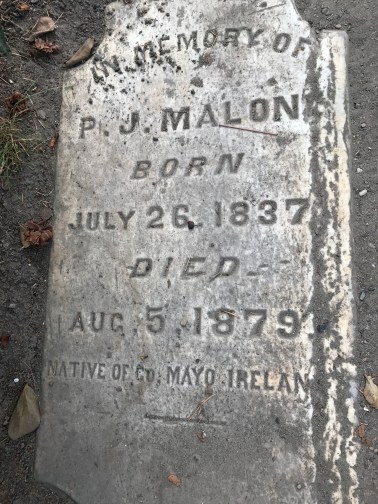 IN MEMORY OF
P. J. MALON
BORN
JULY 26. 1837
DIED
AUG. 5. 1879.
NATIVE OF CO. MAYO IRELAN